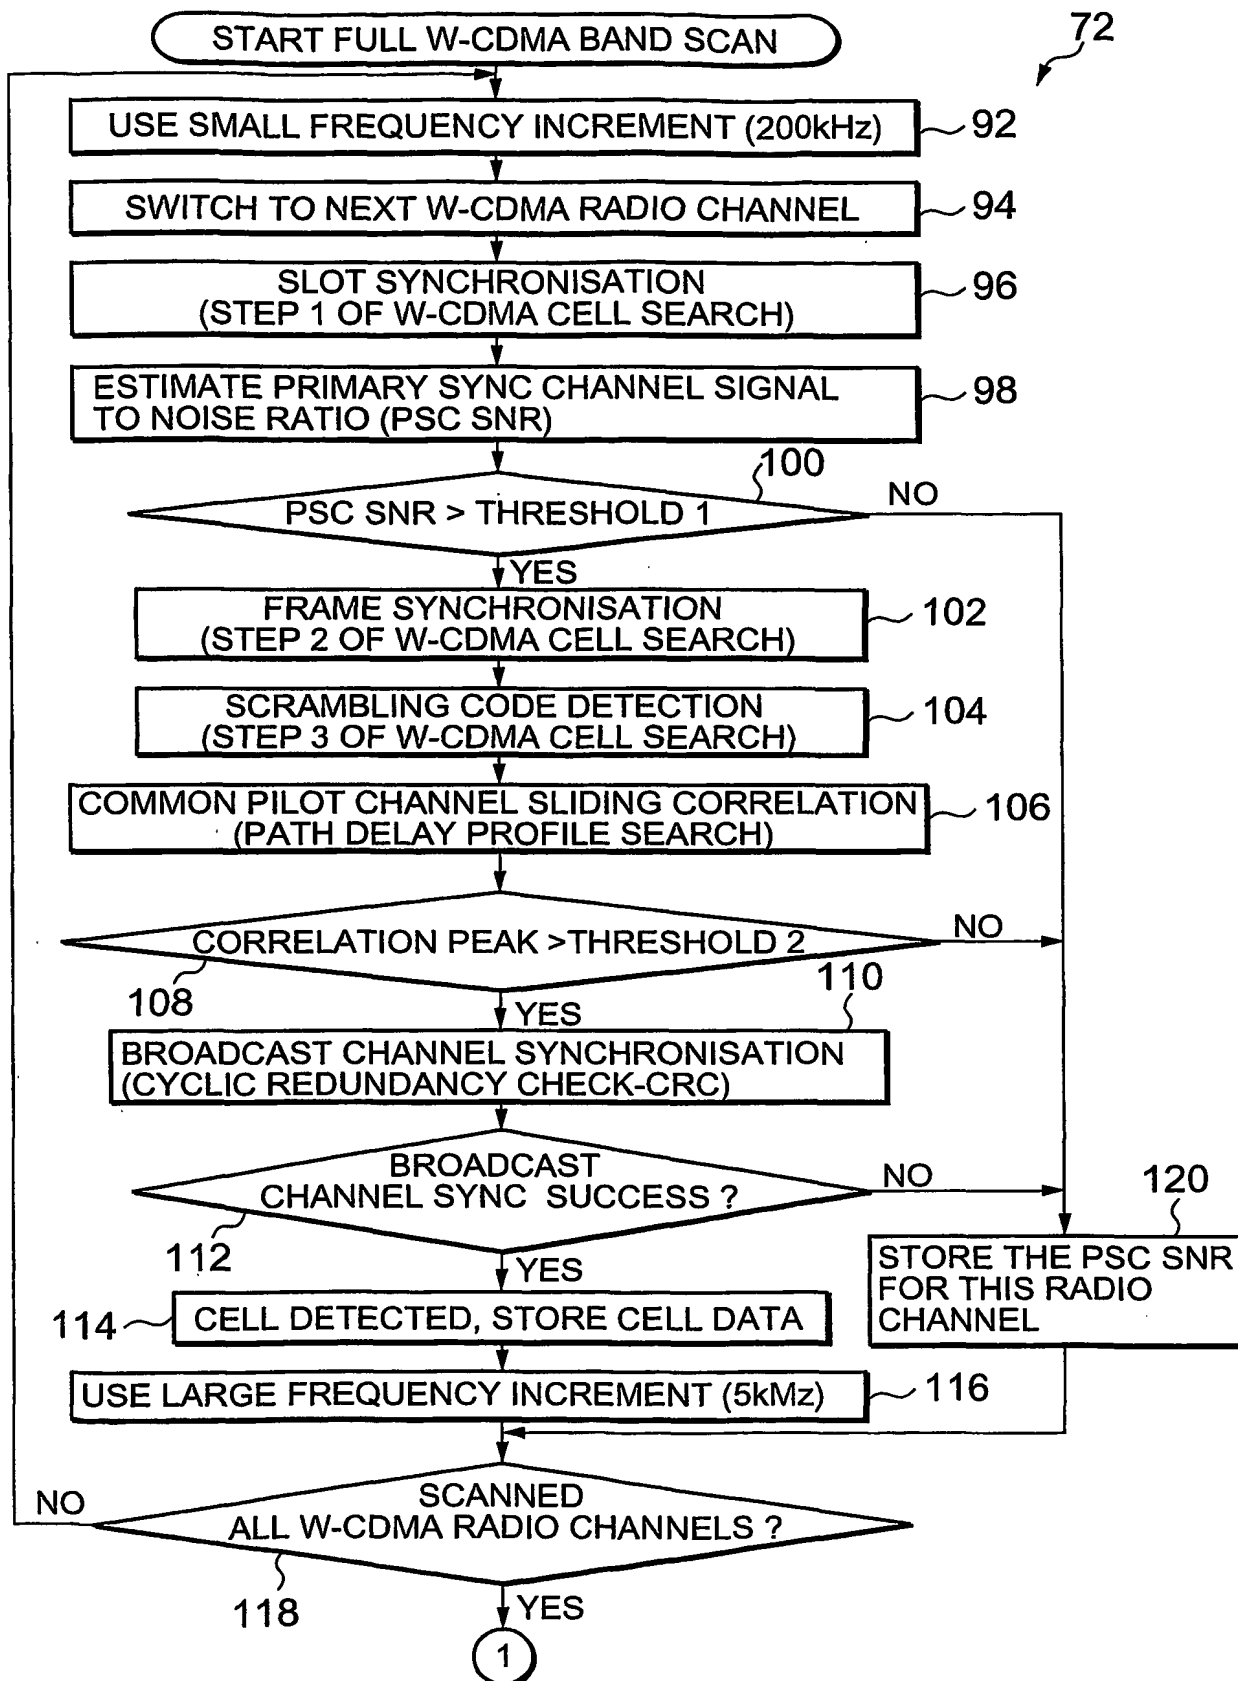 START FULL W-CDMA BAND SCAN
72
USE SMALL FREQUENCY INCREMENT (200kHz)
92
SWITCH TO NEXT W-CDMA RADIO CHANNEL
94
SLOT SYNCHRONISATION
(STEP 1 OF W-CDMA CELL SEARCH)
96
ESTIMATE PRIMARY SYNC CHANNEL SIGNAL
TO NOISE RATIO (PSC SNR)
98
100
PSC SNR > THRESHOLD 1
NO
YES
FRAME SYNCHRONISATION
(STEP 2 OF W-CDMA CELL SEARCH)
102
SCRAMBLING CODE DETECTION
(STEP 3 OF W-CDMA CELL SEARCH)
104
COMMON PILOT CHANNEL SLIDING CORRELATION
(PATH DELAY PROFILE SEARCH)
106
CORRELATION PEAK >THRESHOLD 2
NO
108
YES
110
BROADCAST CHANNEL SYNCHRONISATION
(CYCLIC REDUNDANCY CHECK-CRC)
BROADCAST
CHANNEL SYNC SUCCESS ?
NO
112
YES
120
STORE THE PSC SNR
FOR THIS RADIO
CHANNEL
114
CELL DETECTED, STORE CELL DATA
USE LARGE FREQUENCY INCREMENT (5kMz)
116
SCANNED
ALL W-CDMA RADIO CHANNELS ?
NO
118
YES
1